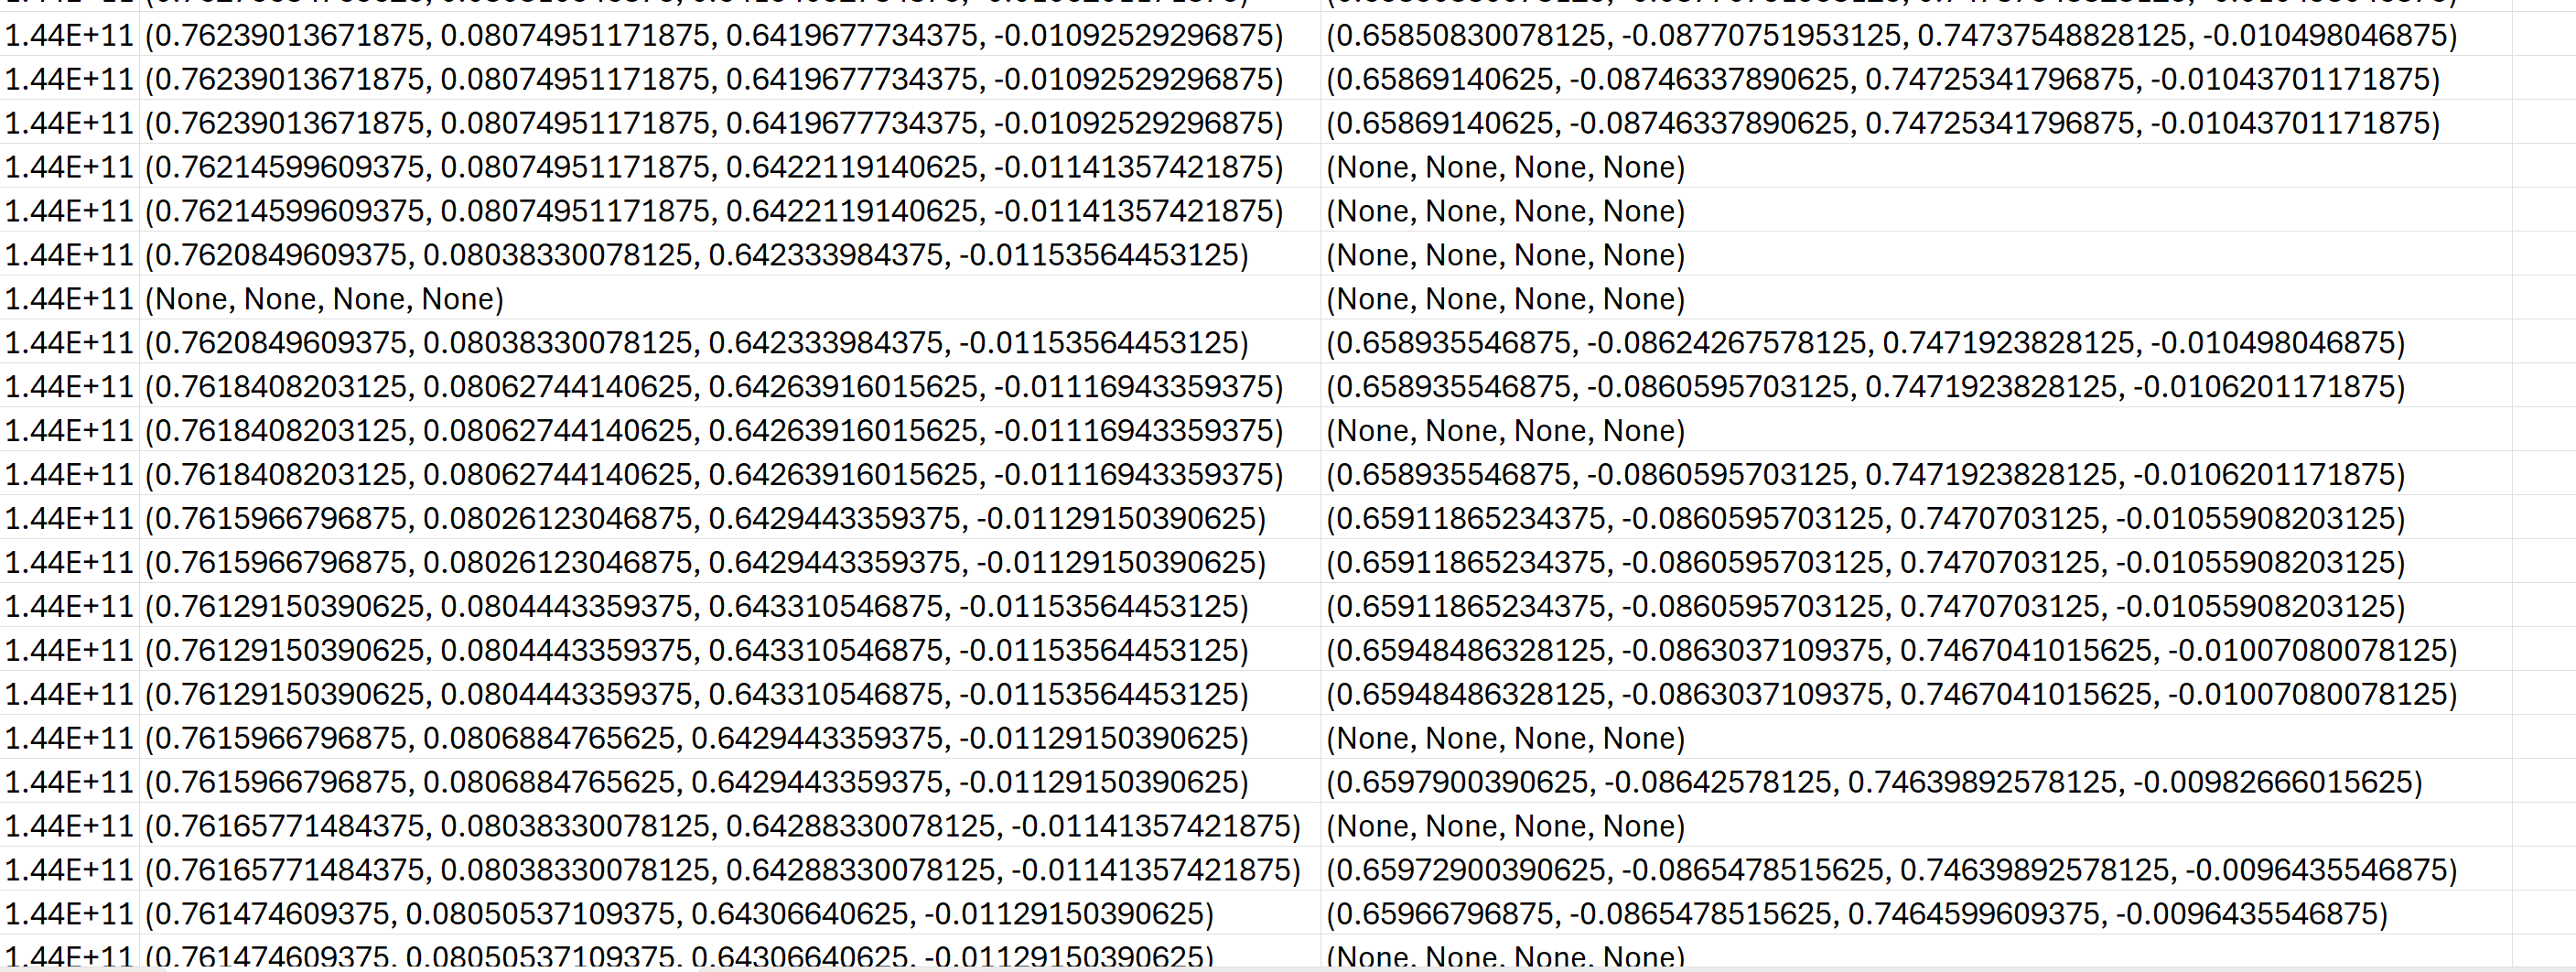 1.44E+11 (0.76239013671875, 0.08074951171875, 0.6419677734375, -0.01092529296875) (0.65850830078125, -0.08770751953125, 0.74737548828125, -0.010498046875)
1.44E+11 (0.76239013671875, 0.08074951171875, 0.6419677734375, -0.01092529296875) (0.65869140625, -0.08746337890625, 0.74725341796875, -0.01043701171875)
1.44E+11 (0.76239013671875, 0.08074951171875, 0.6419677734375, -0.01092529296875) (0.65869140625, -0.08746337890625, 0.74725341796875, -0.01043701171875)
1.44E+11 (0.76214599609375, 0.08074951171875, 0.6422119140625, -0.01141357421875) (None, None, None, None)
1.44E+11 (0.76214599609375, 0.08074951171875, 0.6422119140625, -0.01141357421875) (None, None, None, None)
1.44E+11 (0.7620849609375, 0.08038330078125, 0.642333984375, -0.01153564453125) (None, None, None, None)
1.44E+11 (None, None, None, None) (None, None, None, None)
1.44E+11 (0.7620849609375, 0.08038330078125, 0.642333984375, -0.01153564453125) (0.658935546875, -0.08624267578125, 0.7471923828125, -0.010498046875)
1.44E+11 (0.7618408203125, 0.08062744140625, 0.64263916015625, -0.01116943359375) (0.658935546875, -0.0860595703125, 0.7471923828125, -0.0106201171875)
1.44E+11 (0.7618408203125, 0.08062744140625, 0.64263916015625, -0.01116943359375) (None, None, None, None)
1.44E+11 (0.7618408203125, 0.08062744140625, 0.64263916015625, -0.01116943359375) (0.658935546875, -0.0860595703125, 0.7471923828125, -0.0106201171875)
1.44E+11 (0.7615966796875, 0.08026123046875, 0.6429443359375, -0.01129150390625) (0.65911865234375, -0.0860595703125, 0.7470703125, -0.01055908203125)
1.44E+11 (0.7615966796875, 0.08026123046875, 0.6429443359375, -0.01129150390625) (0.65911865234375, -0.0860595703125, 0.7470703125, -0.01055908203125)
1.44E+11 (0.76129150390625, 0.0804443359375, 0.643310546875, -0.01153564453125) (0.65911865234375, -0.0860595703125, 0.7470703125, -0.01055908203125)
1.44E+11 (0.76129150390625, 0.0804443359375, 0.643310546875, -0.01153564453125) (0.65948486328125, -0.0863037109375, 0.7467041015625, -0.01007080078125)
1.44E+11 (0.76129150390625, 0.0804443359375, 0.643310546875, -0.01153564453125) (0.65948486328125, -0.0863037109375, 0.7467041015625, -0.01007080078125)
1.44E+11 (0.7615966796875, 0.0806884765625, 0.6429443359375, -0.01129150390625) (None, None, None, None)
1.44E+11 (0.7615966796875, 0.0806884765625, 0.6429443359375, -0.01129150390625) (0.6597900390625, -0.08642578125, 0.74639892578125, -0.00982666015625)
1.44E+11 (0.76165771484375, 0.08038330078125, 0.64288330078125, -0.01141357421875) (None, None, None, None)
1.44E+11 (0.76165771484375, 0.08038330078125, 0.64288330078125, -0.01141357421875) (0.65972900390625, -0.0865478515625, 0.74639892578125, -0.0096435546875)
1.44E+11 (0.761474609375, 0.08050537109375, 0.64306640625, -0.01129150390625) (0.65966796875, -0.0865478515625, 0.7464599609375, -0.0096435546875)
1.44E+11 (0.761474609375, 0.08050537109375, 0.64306640625, -0.01129150390625) (None, None, None, None)